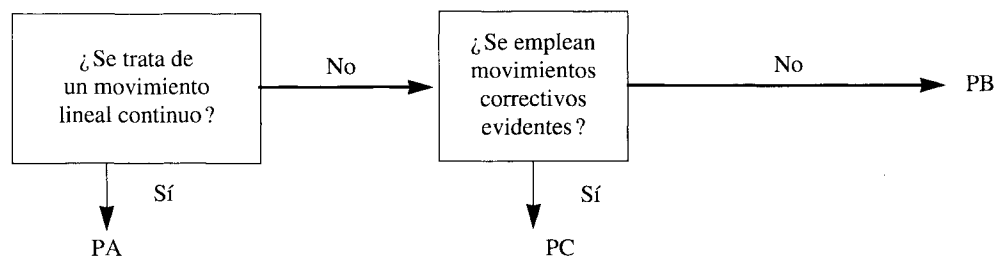 ¿Se trata de
un movimiento
lineal continuo?
No
¿Se emplean
movimientos
correctivos
evidentes?
No
PB
Sí
PA
Sí
PC